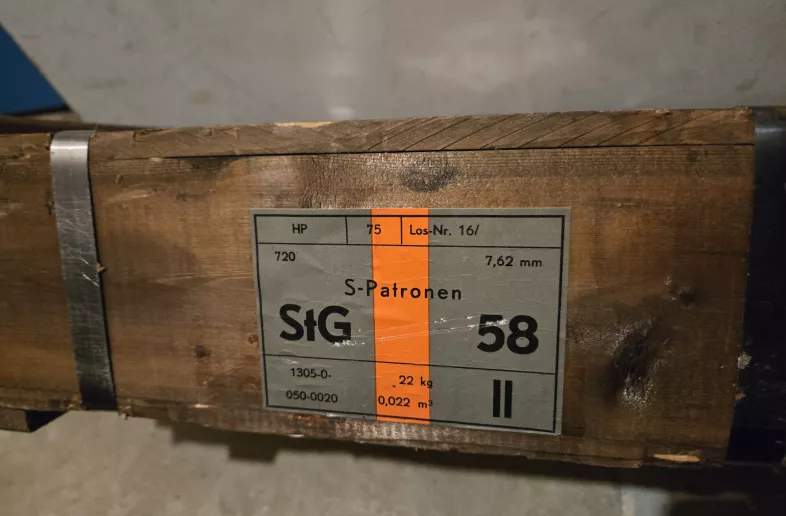 HP 75 Los-Nr. 16/
720 7,62 mm
S-Patronen
StG 58
1305-0- 22 kg
050-0020 0,022 m³ II